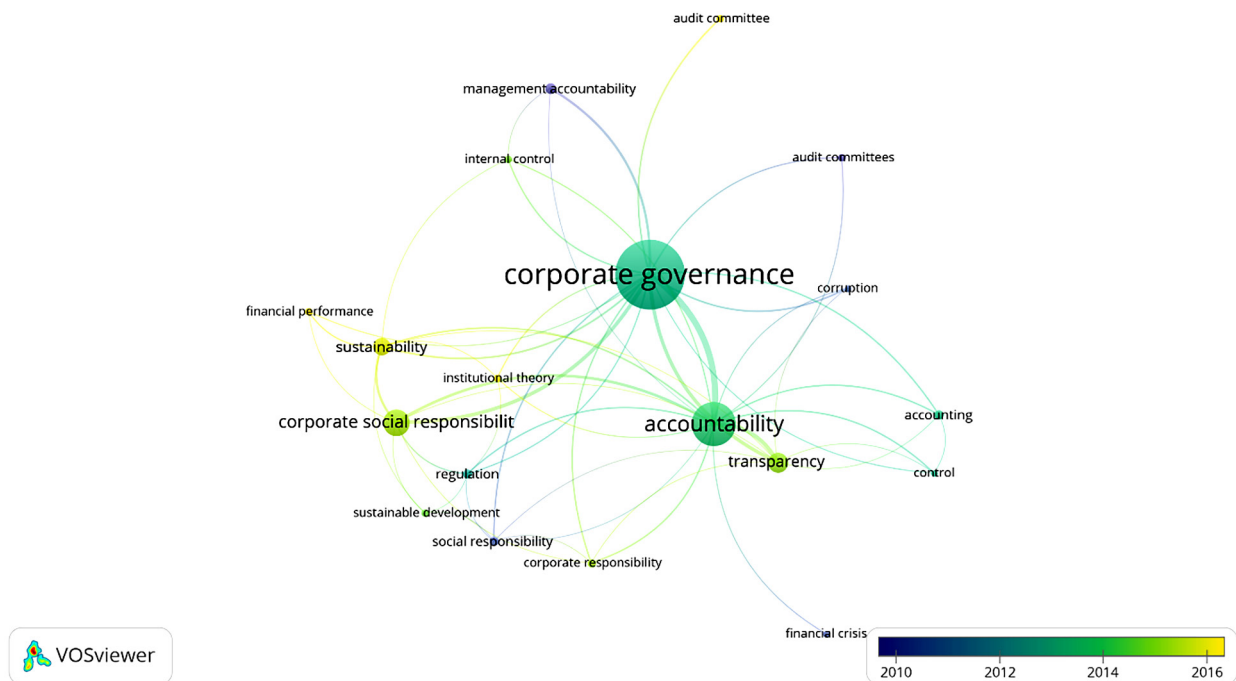 audit committee
management accountability
audit committees
internal control
corporate governance
corruption
financial performance
sustainability
institutional theory
corporate social responsibilit
accountability
accounting
transparency
regulation
control
sustainable development
social responsibility
corporate responsibility
financial crisis
VOSviewer
2010 2012 2014 2016